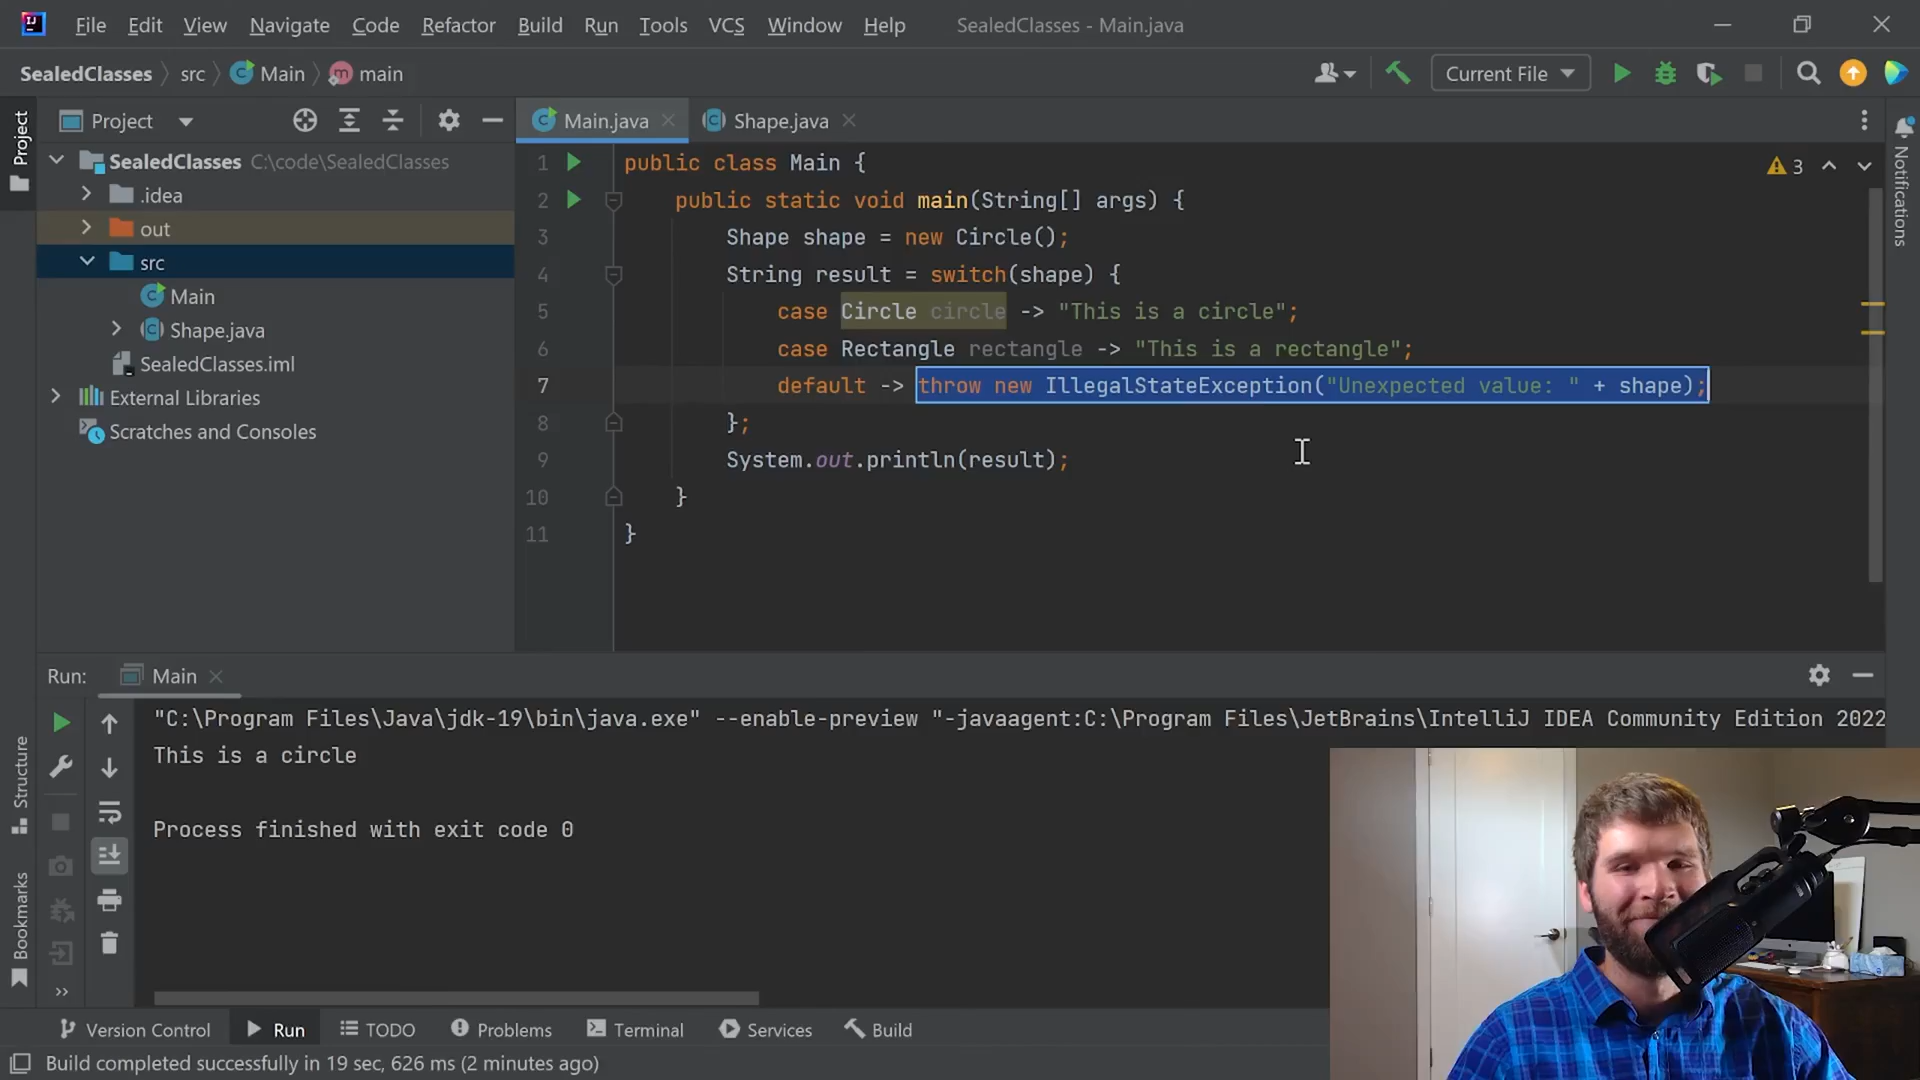 File Edit View Navigate Code Refactor Build Run Tools VCS Window Help SealedClasses - Main.java
SealedClasses src Main main
Current File
Project
Project
Main.java
Shape.java
SealedClasses C:\code\SealedClasses
.idea
out
src
Main
Shape.java
SealedClasses.iml
External Libraries
Scratches and Consoles
1 public class Main {
2 public static void main(String[] args) {
3 Shape shape = new Circle();
4 String result = switch(shape) {
5 case Circle circle -> "This is a circle";
6 case Rectangle rectangle -> "This is a rectangle";
7 default -> throw new IllegalStateException("Unexpected value: " + shape);
8 };
9 System.out.println(result);
10 }
11 }
3
Notifications
Run: Main
"C:\Program Files\Java\jdk-19\bin\java.exe" --enable-preview "-javaagent:C:\Program Files\JetBrains\IntelliJ IDEA Community Edition 2022
This is a circle
Process finished with exit code 0
Structure
Bookmarks
Version Control Run TODO Problems Terminal Services Build
Build completed successfully in 19 sec, 626 ms (2 minutes ago)